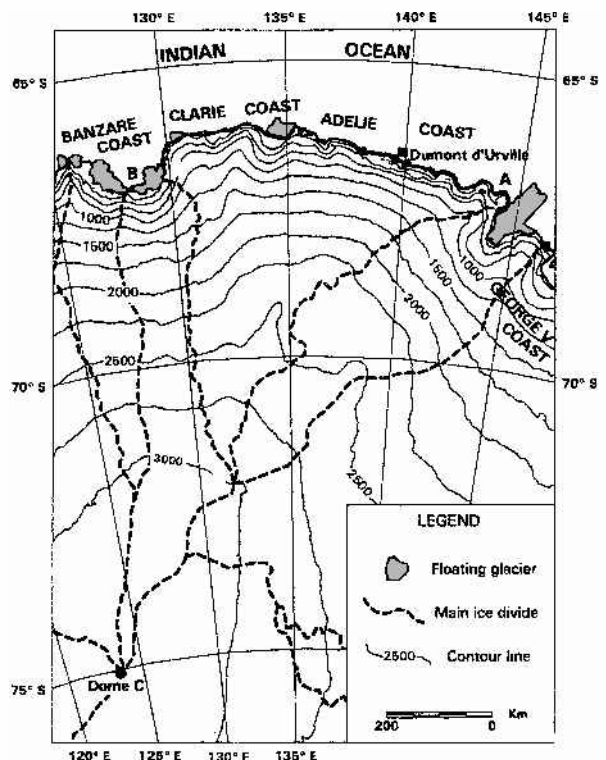 130° E 135° E 140° E 145° E
INDIAN OCEAN
65° S 65° S
CLARIE COAST ADELIE COAST
BANZARE COAST
Dumont d'Urville
B
A
1000
1500
2000
2500
3000
1000
1500
2000
2500
GEORGE V COAST
70° S 70° S
LEGEND
Floating glacier
Main ice divide
2500 Contour line
200 0 Km
75° S
Dome C
120° E 125° E 130° E 135° E